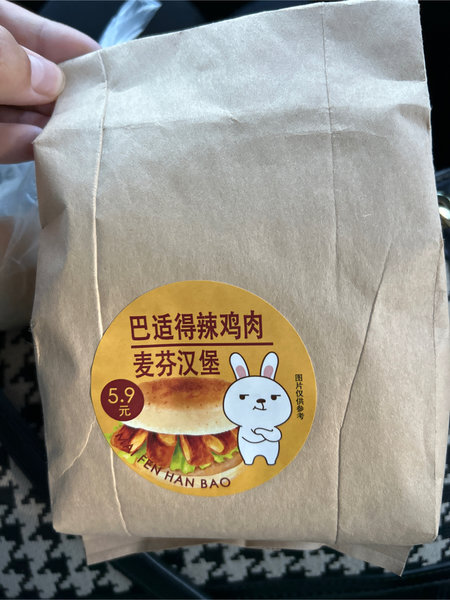 巴适得辣鸡肉
麦芬汉堡
5.9
元
图片仅供参考
MAI FEN HAN BAO